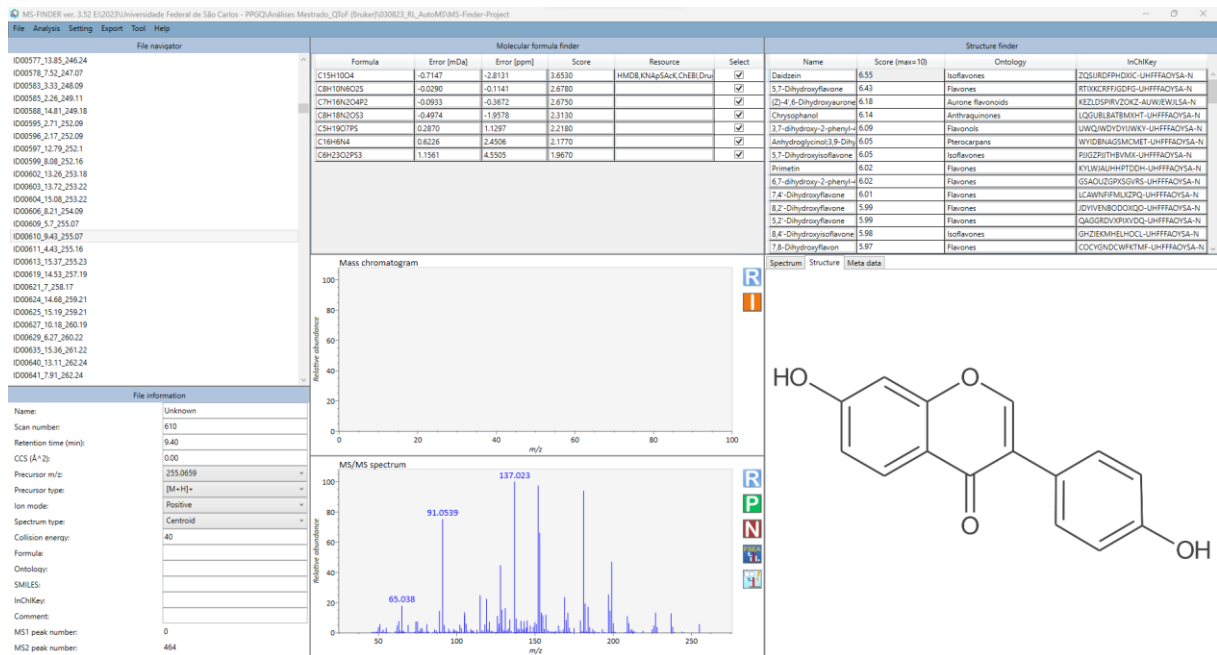 MS-FINDER ver. 3.52 E:\2023\Universidade Federal de São Carlos - PPGQ\Análises Mestrado_QToF (Bruker)\030823_RL_AutoMS\MS-Finder-Project
File Analysis Setting Export Tool Help
File navigator
ID00577_13.85_246.24
ID00578_7.52_247.07
ID00583_3.33_248.09
ID00585_2.26_249.11
ID00588_14.81_249.18
ID00595_2.71_252.09
ID00596_2.17_252.09
ID00597_12.79_252.1
ID00599_8.08_252.16
ID00602_13.26_253.18
ID00603_13.72_253.22
ID00604_15.08_253.22
ID00606_8.21_254.09
ID00609_5.7_255.07
ID00610_9.43_255.07
ID00611_4.43_255.16
ID00613_15.37_255.23
ID00619_14.53_257.19
ID00621_7_258.17
ID00624_14.68_259.21
ID00625_15.19_259.21
ID00627_10.18_260.19
ID00629_6.27_260.22
ID00635_15.36_261.22
ID00640_13.11_262.24
ID00641_7.91_262.24
File information
Name: Unknown
Scan number: 610
Retention time (min): 9.40
CCS (Å^2): 0.00
Precursor m/z: 255.0659
Precursor type: [M+H]+
Ion mode: Positive
Spectrum type: Centroid
Collision energy: 40
Formula:
Ontology:
SMILES:
InChIKey:
Comment:
MS1 peak number: 0
MS2 peak number: 464
Molecular formula finder
Formula Error [mDa] Error [ppm] Score Resource Select
C15H10O4 -0.7147 -2.8131 3.6530 HMDB,KNApSAcK,ChEBI,Dru
C8H10N6O2S -0.0290 -0.1141 2.6780
C7H16N2O4P2 -0.0933 -0.3672 2.6750
C8H18N2OS3 -0.4974 -1.9578 2.3130
C5H19O7PS 0.2870 1.1297 2.2180
C16H6N4 0.6226 2.4506 2.1770
C6H23O2PS3 1.1561 4.5505 1.9670
Mass chromatogram
Relative abundance
100
80
60
40
20
0
0 20 40 60 80 100
m/z
R
I
MS/MS spectrum
Relative abundance
100
80
60
40
20
0
137.023
91.0539
65.038
50 100 150 200 250
m/z
R
P
N
FSEA
Structure finder
Name Score (max=10) Ontology InChIKey
Daidzein 6.55 Isoflavones ZQSIJRDFPHDXIC-UHFFFAOYSA-N
5,7-Dihydroxyflavone 6.43 Flavones RTIXKCRFFJGDFG-UHFFFAOYSA-N
(Z)-4',6-Dihydroxyaurone 6.18 Aurone flavonoids KEZLDSPIRVZOKZ-AUWJEWJLSA-N
Chrysophanol 6.14 Anthraquinones LQGUBLBATBMXHT-UHFFFAOYSA-N
3,7-dihydroxy-2-phenyl-4 6.09 Flavonols UWQJWDYDYIJWKY-UHFFFAOYSA-N
Anhydroglycinol;3,9-Dihy 6.05 Pterocarpans WYIDBNAGSMCMET-UHFFFAOYSA-N
5,7-Dihydroxyisoflavone 6.05 Isoflavones PJJGZPJJTHBVMX-UHFFFAOYSA-N
Primetin 6.02 Flavones KYLWJAUHHPTDDH-UHFFFAOYSA-N
6,7-dihydroxy-2-phenyl-4 6.02 Flavones GSAOUZGPXSGVRS-UHFFFAOYSA-N
7,4'-Dihydroxyflavone 6.01 Flavones LCAWNFIFMLXZPQ-UHFFFAOYSA-N
8,2'-Dihydroxyflavone 5.99 Flavones JDYIVENBODOXQO-UHFFFAOYSA-N
5,2'-Dihydroxyflavone 5.99 Flavones QAGGRDVXPIXVDQ-UHFFFAOYSA-N
8,4'-Dihydroxyisoflavone 5.98 Isoflavones GHZIEKMHELHOCL-UHFFFAOYSA-N
7,8-Dihydroxyflavon 5.97 Flavones COCYGNDCWFKTMF-UHFFFAOYSA-N
Spectrum Structure Meta data
HO
O
O
OH